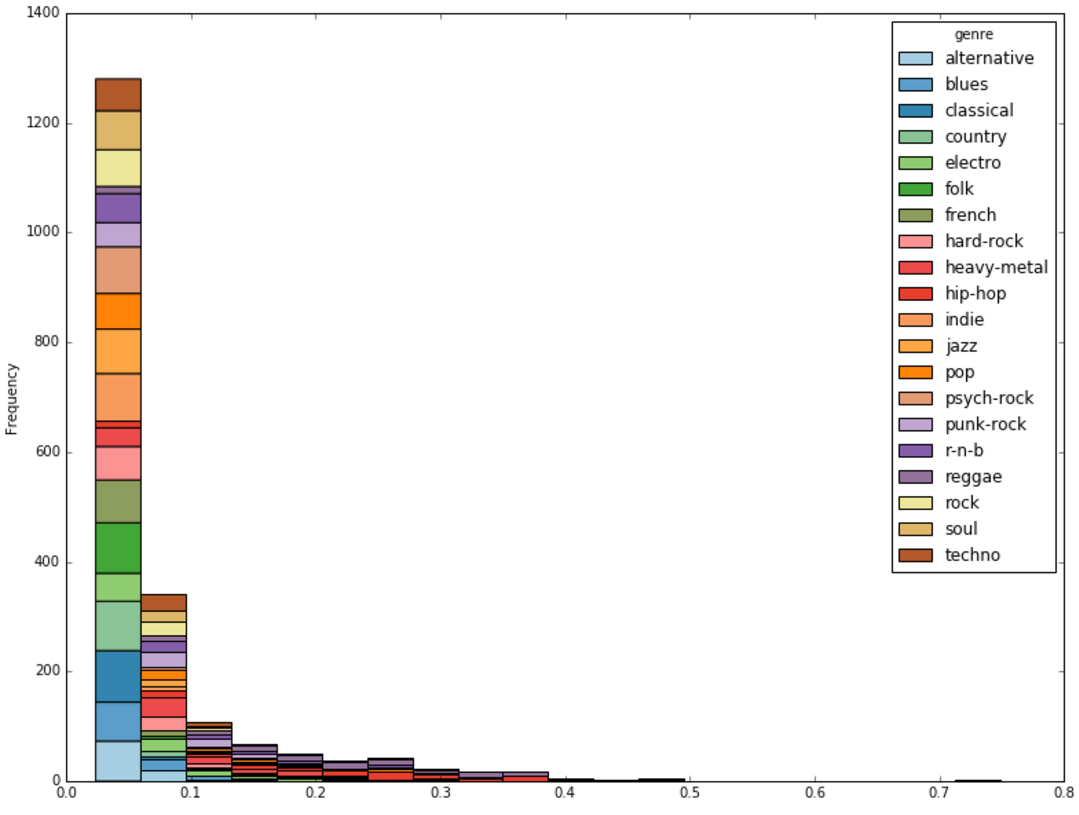 1400
1200
1000
800
600
400
200
0
Frequency
0.0 0.1 0.2 0.3 0.4 0.5 0.6 0.7 0.8
genre
alternative
blues
classical
country
electro
folk
french
hard-rock
heavy-metal
hip-hop
indie
jazz
pop
psych-rock
punk-rock
r-n-b
reggae
rock
soul
techno